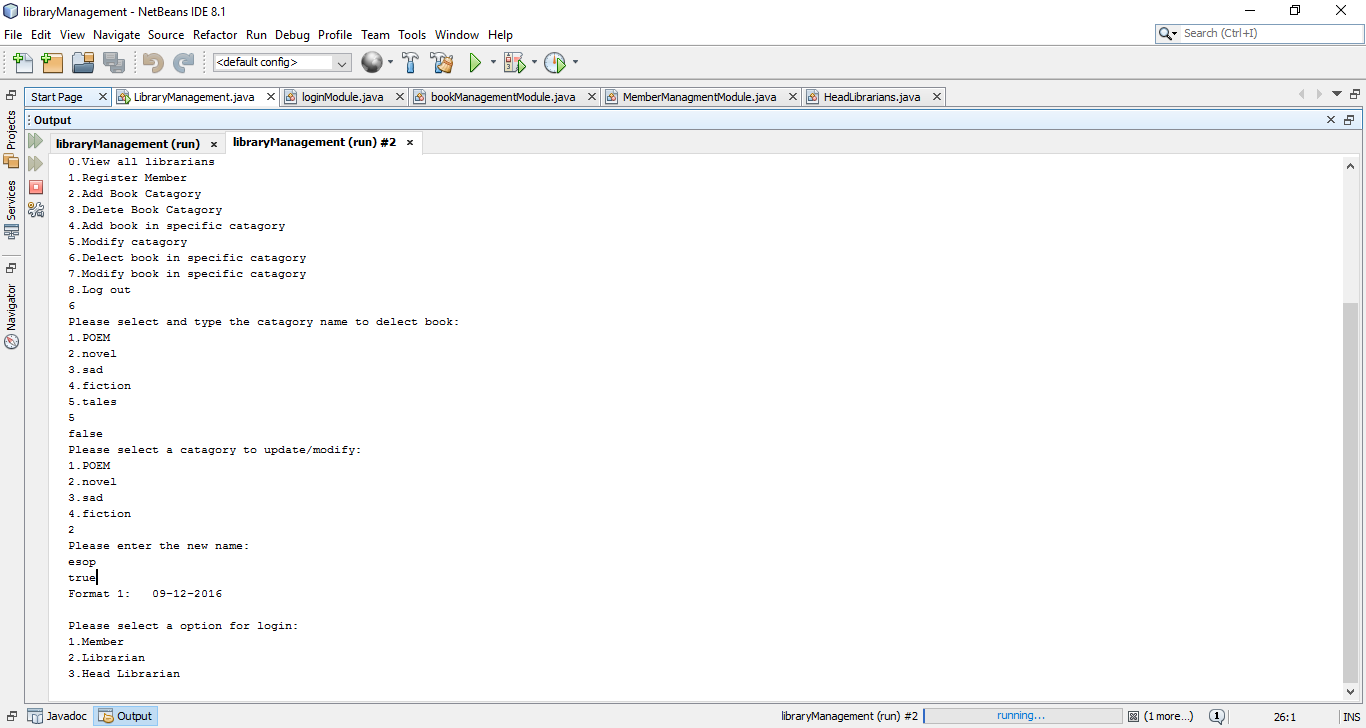 libraryManagement - NetBeans IDE 8.1
File Edit View Navigate Source Refactor Run Debug Profile Team Tools Window Help
Search (Ctrl+I)
<default config>
Start Page
LibraryManagement.java
loginModule.java
bookManagementModule.java
MemberManagmentModule.java
HeadLibrarians.java
Projects
Services
Navigator
Output
libraryManagement (run)
libraryManagement (run) #2
0.View all librarians
1.Register Member
2.Add Book Catagory
3.Delete Book Catagory
4.Add book in specific catagory
5.Modify catagory
6.Delect book in specific catagory
7.Modify book in specific catagory
8.Log out
6
Please select and type the catagory name to delect book:
1.POEM
2.novel
3.sad
4.fiction
5.tales
5
false
Please select a catagory to update/modify:
1.POEM
2.novel
3.sad
4.fiction
2
Please enter the new name:
esop
true
Format 1:   09-12-2016
Please select a option for login:
1.Member
2.Librarian
3.Head Librarian
Javadoc
Output
libraryManagement (run) #2
running...
(1 more...)
1
26:1
INS